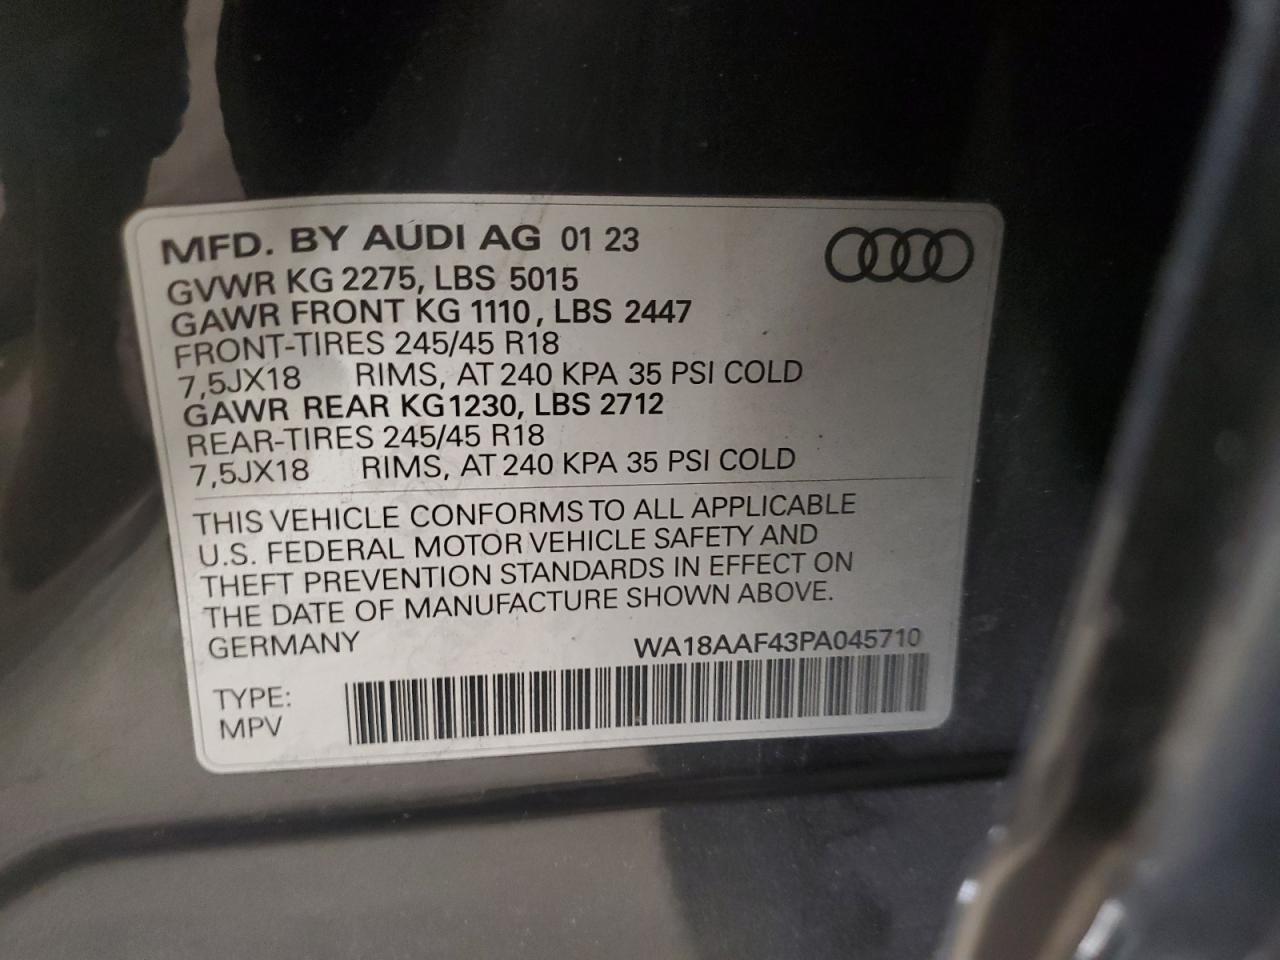 MFD. BY AUDI AG 01 23
GVWR KG 2275, LBS 5015
GAWR FRONT KG 1110, LBS 2447
FRONT-TIRES 245/45 R18
7,5JX18 RIMS, AT 240 KPA 35 PSI COLD
GAWR REAR KG1230, LBS 2712
REAR-TIRES 245/45 R18
7,5JX18 RIMS, AT 240 KPA 35 PSI COLD
THIS VEHICLE CONFORMS TO ALL APPLICABLE
U.S. FEDERAL MOTOR VEHICLE SAFETY AND
THEFT PREVENTION STANDARDS IN EFFECT ON
THE DATE OF MANUFACTURE SHOWN ABOVE.
GERMANY WA18AAF43PA045710
TYPE:
MPV